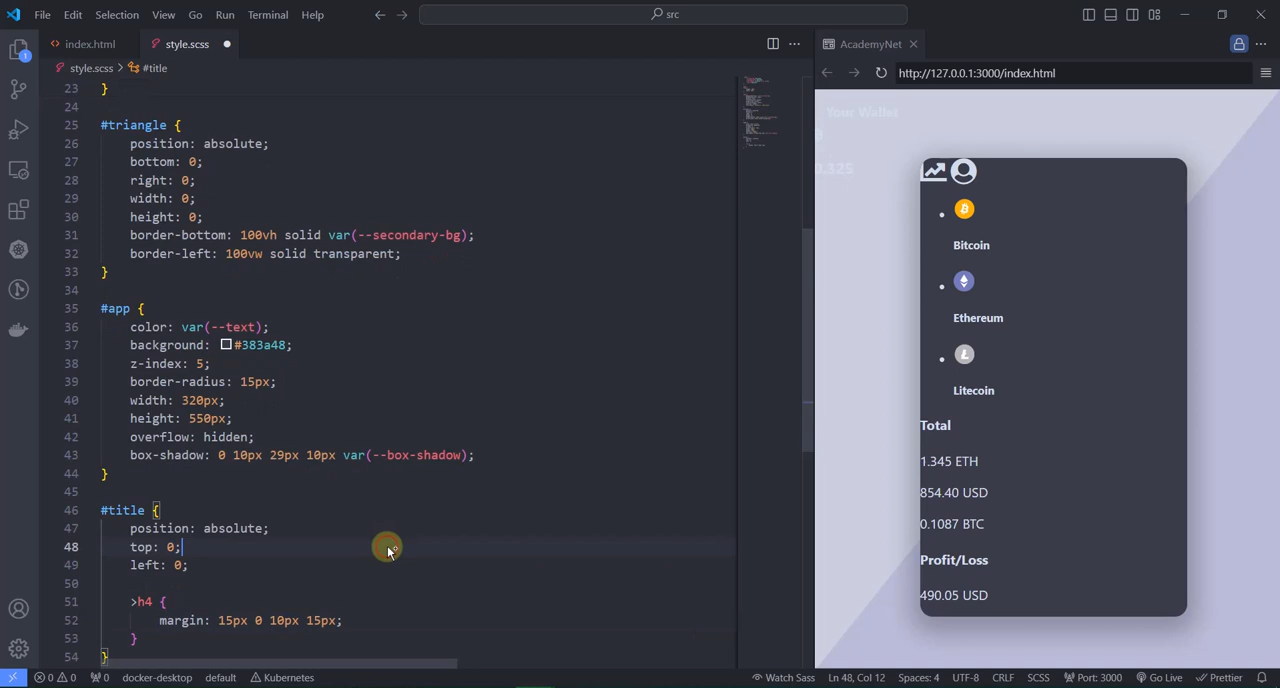 File Edit Selection View Go Run Terminal Help
src
index.html
style.scss
AcademyNet
style.scss > #title
http://127.0.0.1:3000/index.html
23 }
24
25 #triangle {
26 position: absolute;
27 bottom: 0;
28 right: 0;
29 width: 0;
30 height: 0;
31 border-bottom: 100vh solid var(--secondary-bg);
32 border-left: 100vw solid transparent;
33 }
34
35 #app {
36 color: var(--text);
37 background: #383a48;
38 z-index: 5;
39 border-radius: 15px;
40 width: 320px;
41 height: 550px;
42 overflow: hidden;
43 box-shadow: 0 10px 29px 10px var(--box-shadow);
44 }
45
46 #title {
47 position: absolute;
48 top: 0;
49 left: 0;
50
51 >h4 {
52 margin: 15px 0 10px 15px;
53 }
54 }
Your Wallet
0.325
Bitcoin
Ethereum
Litecoin
Total
1.345 ETH
854.40 USD
0.1087 BTC
Profit/Loss
490.05 USD
1
0 0 0 docker-desktop default Kubernetes Watch Sass Ln 48, Col 12 Spaces: 4 UTF-8 CRLF SCSS Port: 3000 Go Live Prettier